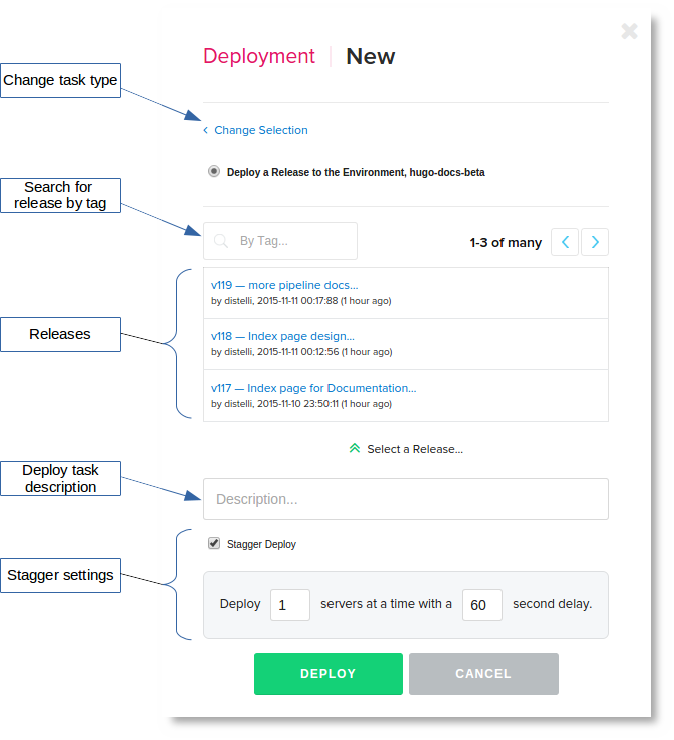 Deployment | New
Change task type
Change Selection
Deploy a Release to the Environment, hugo-docs-beta
Search for
release by tag
By Tag...
1-3 of many
v119 — more pipeline docs...
by distelli, 2015-11-11 00:17:88 (1 hour ago)
Releases
v118 — Index page design...
by distelli, 2015-11-11 00:12:56 (1 hour ago)
v117 — Index page for Documentation...
by distelli, 2015-11-10 23:50:11 (1 hour ago)
Select a Release...
Deploy task
description
Description...
Stagger Deploy
Stagger settings
Deploy 1 servers at a time with a 60 second delay.
DEPLOY
CANCEL